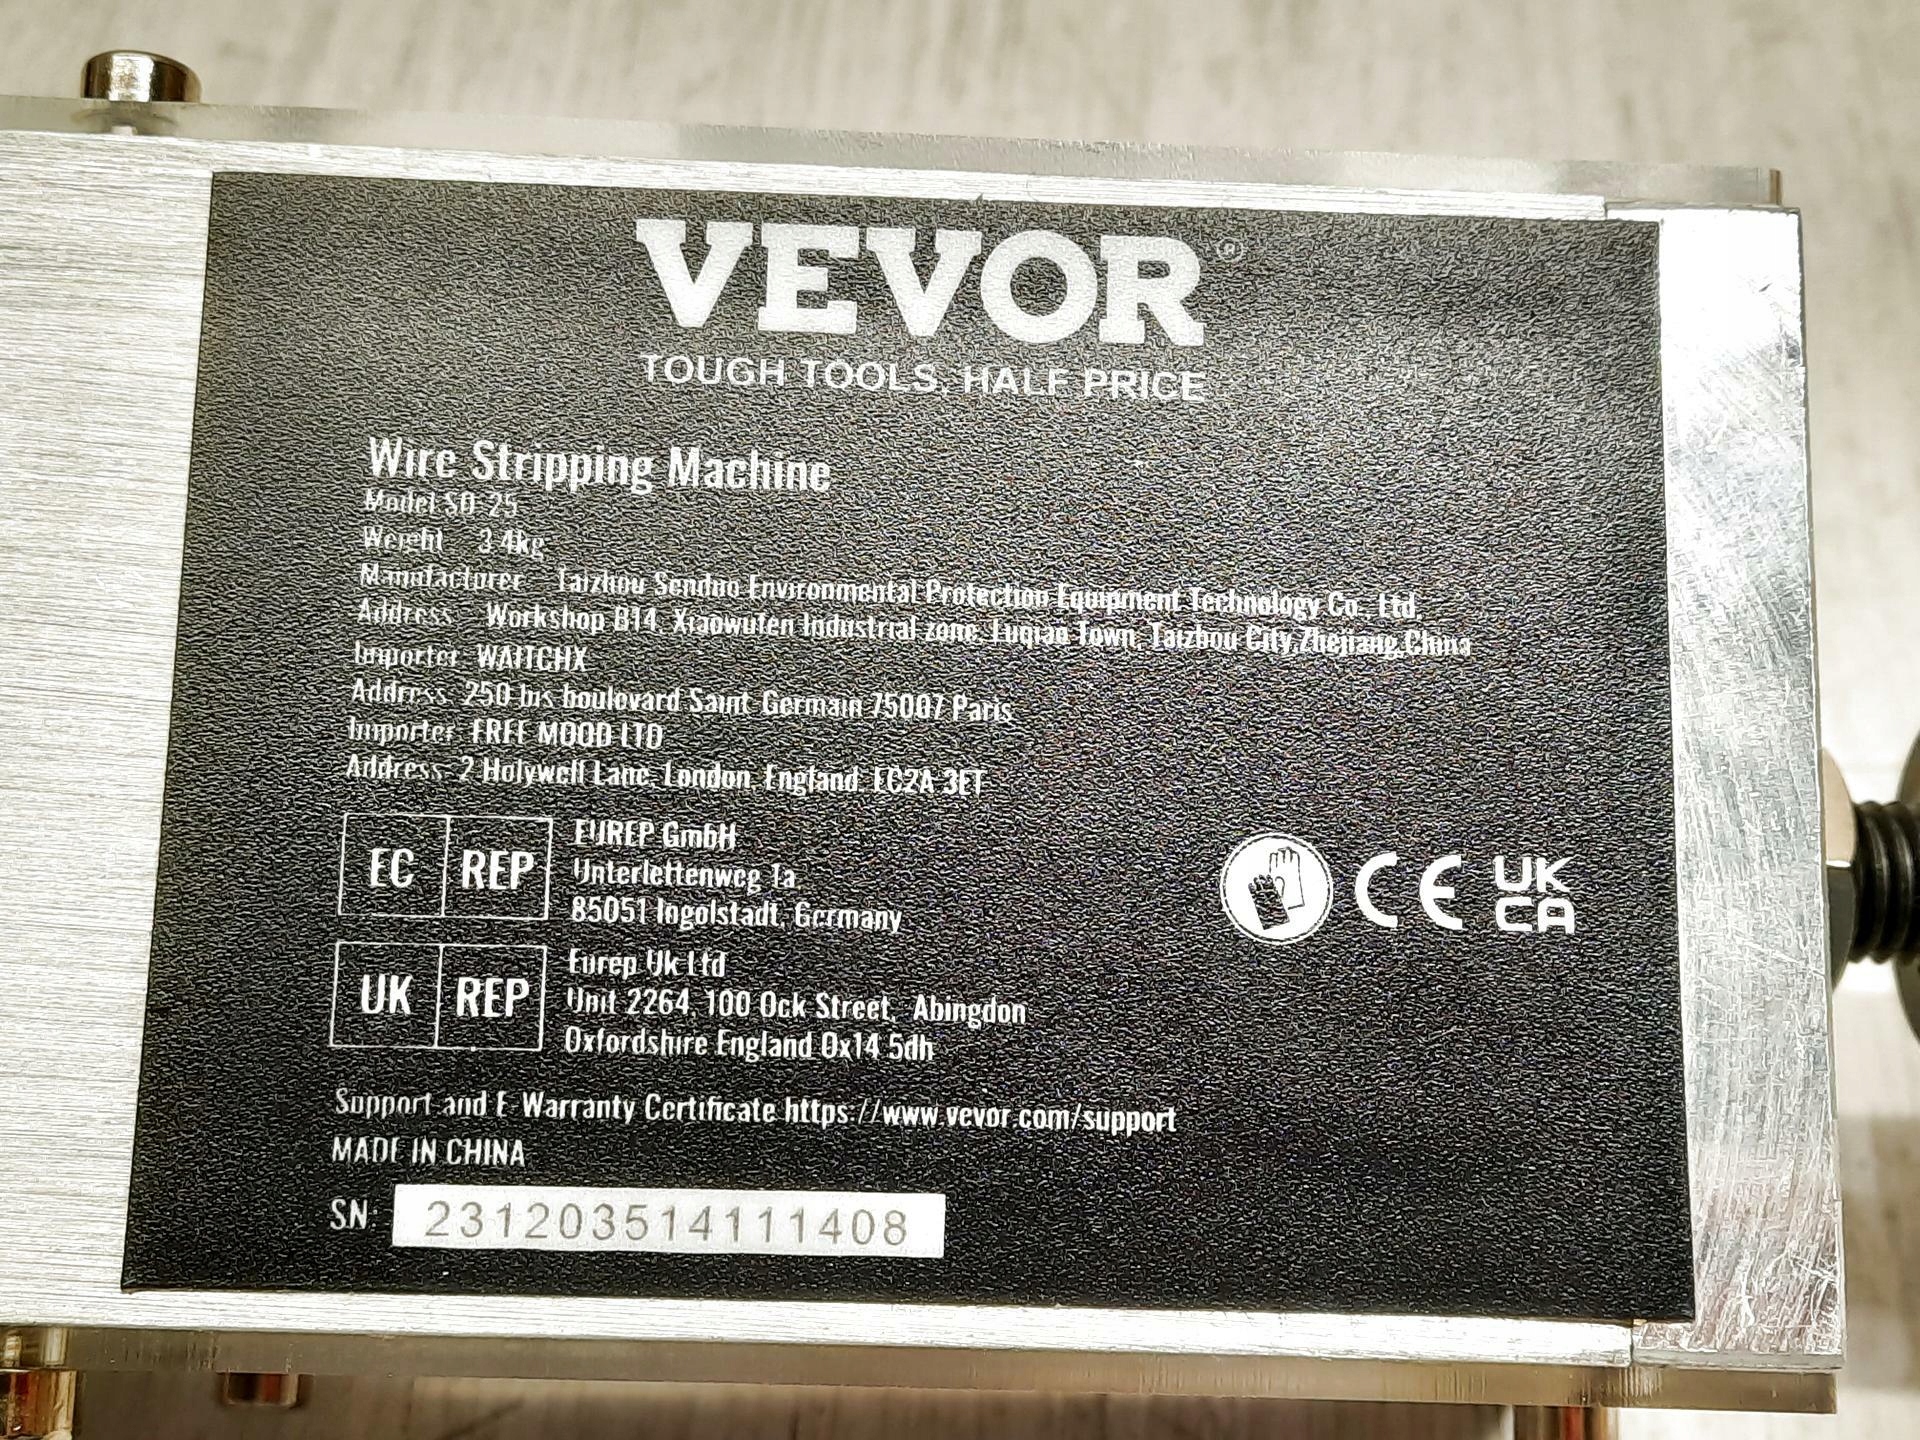 VEVOR®
TOUGH TOOLS, HALF PRICE
Wire Stripping Machine
Model SD-25
Weight 3.4kg
Manufacturer Taizhou Senduo Environmental Protection Equipment Technology Co., Ltd.
Address Workshop B14, Xiaowufen Industrial zone, Luqiao Town, Taizhou City,Zhejiang,China
Importer: WAITCHX
Address: 250 bis boulevard Saint-Germain 75007 Paris
Importer: FREE MOOD LTD
Address: 2 Holywell Lane, London, England, EC2A 3ET
EC REP
EUREP GmbH
Unterlettenweg 1a
85051 Ingolstadt, Germany
CE UK
CA
UK REP
Eurep Uk Ltd
Unit 2264, 100 Ock Street, Abingdon
Oxfordshire England Ox14 5dh
Support and E-Warranty Certificate https://www.vevor.com/support
MADE IN CHINA
SN: 231203514111408